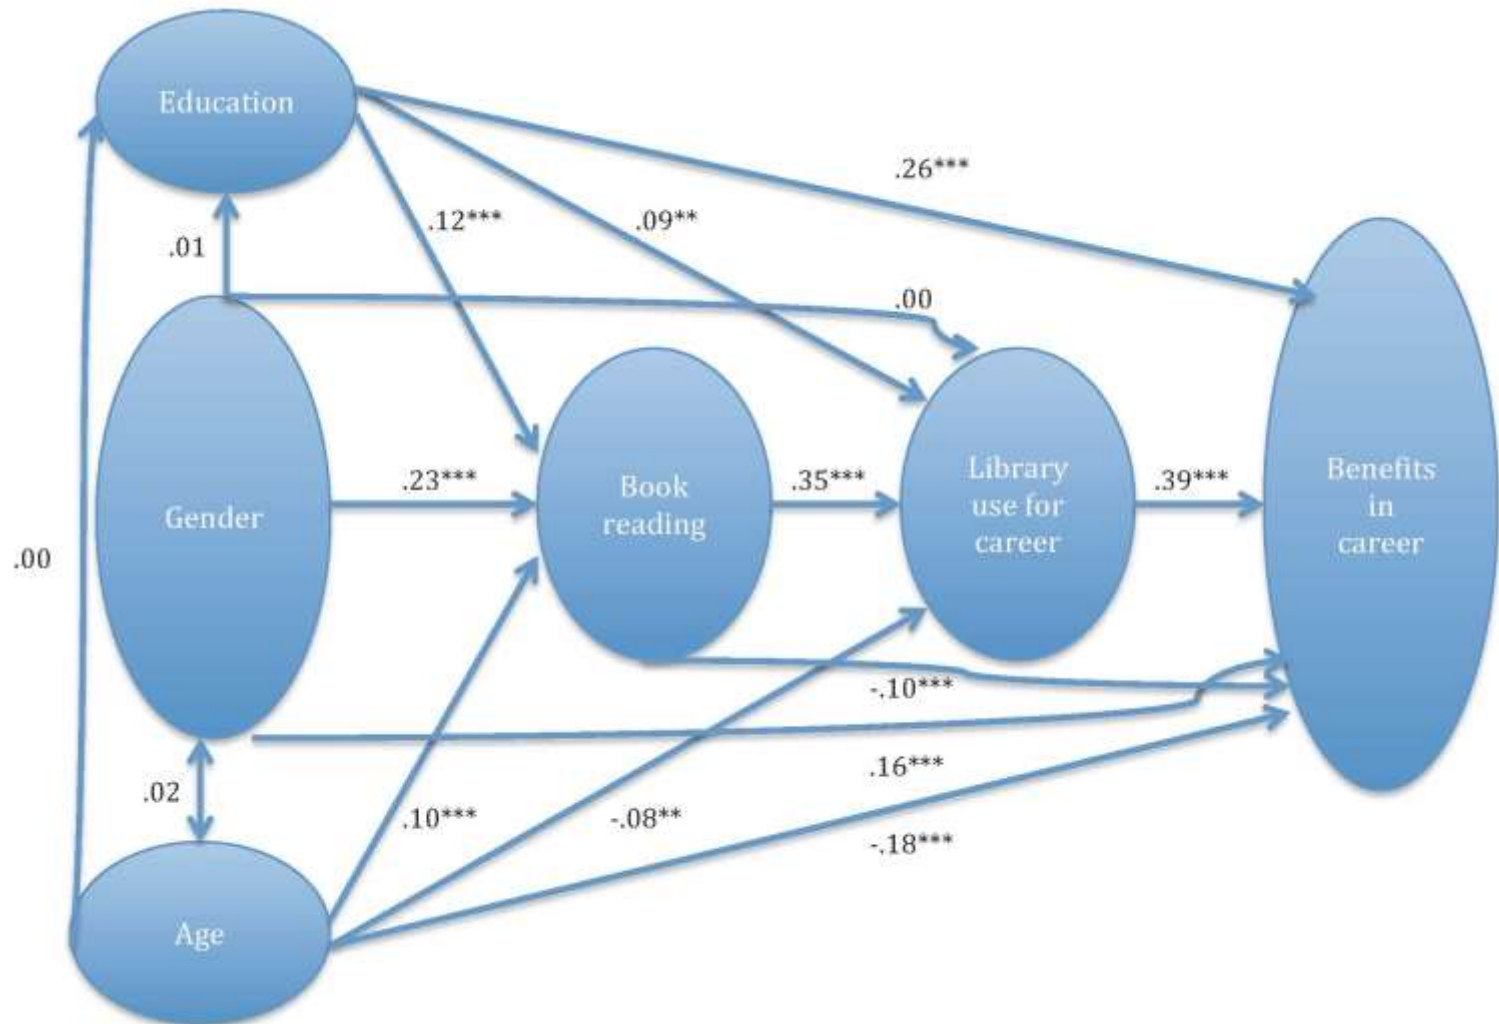 Education
.26***
.12***
.09**
.01
.00
Gender
.23***
Book
reading
.35***
Library
use for
career
.39***
Benefits
in
career
.00
-.10***
.16***
.02
.10***
-.08**
-.18***
Age